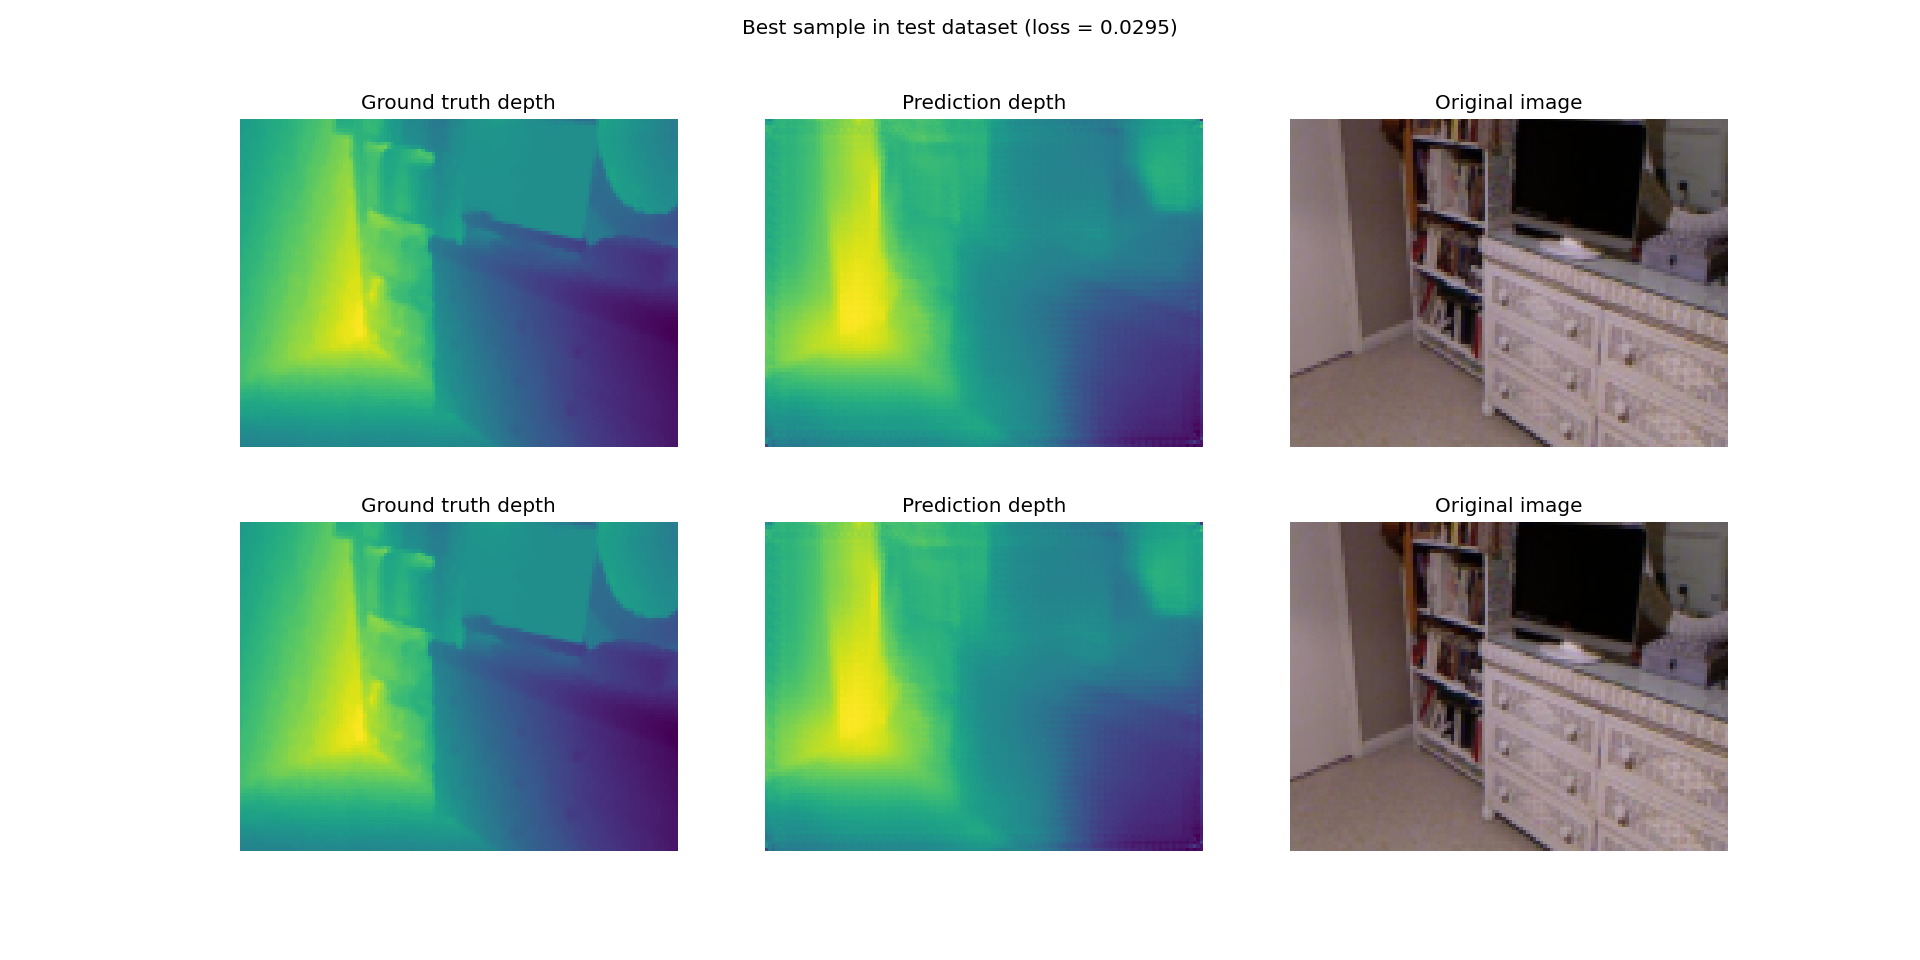 Best sample in test dataset (loss = 0.0295)
Ground truth depth
Prediction depth
Original image
Ground truth depth
Prediction depth
Original image